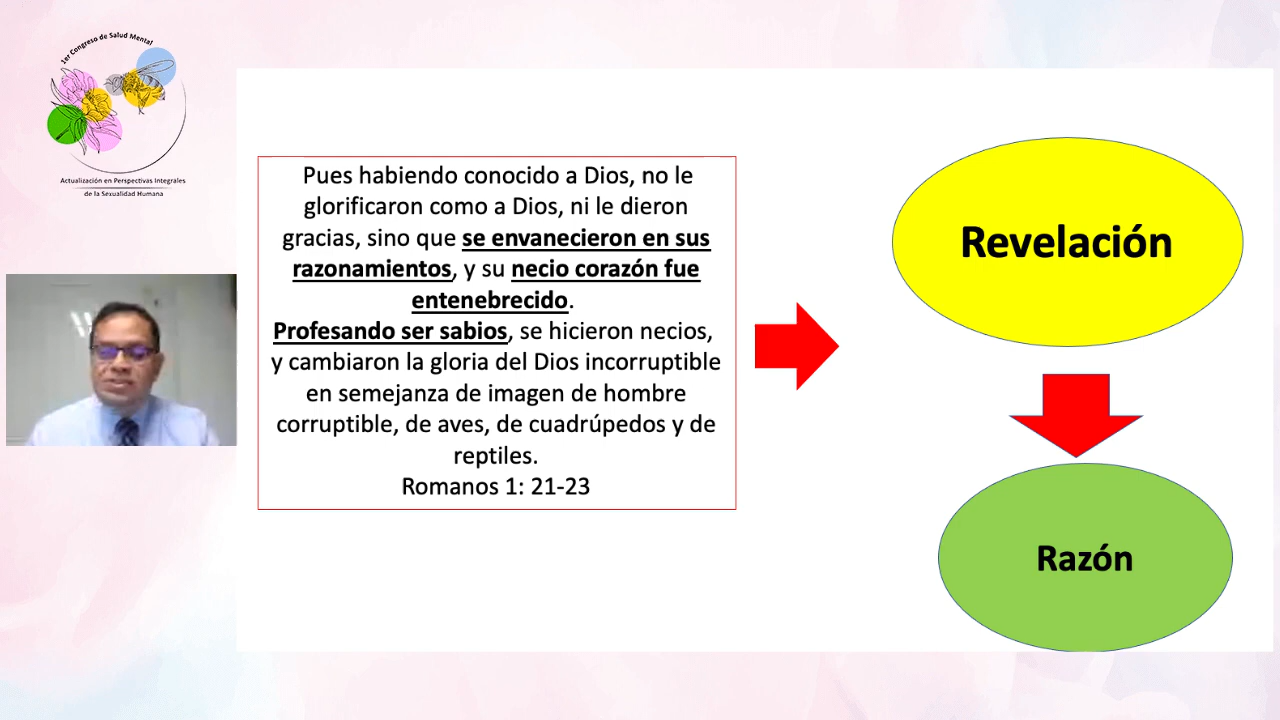 1er Congreso de Salud Mental
Actualización en Perspectivas Integrales
de la Sexualidad Humana
Pues habiendo conocido a Dios, no le
glorificaron como a Dios, ni le dieron
gracias, sino que se envanecieron en sus
razonamientos, y su necio corazón fue
entenebrecido.
Profesando ser sabios, se hicieron necios,
y cambiaron la gloria del Dios incorruptible
en semejanza de imagen de hombre
corruptible, de aves, de cuadrúpedos y de
reptiles.
Romanos 1: 21-23
Revelación
Razón